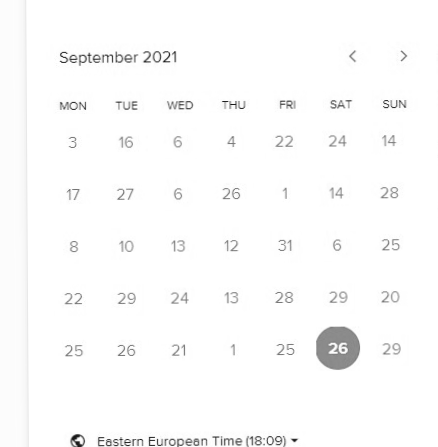 September 2021
MON TUE WED THU FRI SAT SUN
3 16 6 4 22 24 14
17 27 6 26 1 14 28
8 10 13 12 31 6 25
22 29 24 13 28 29 20
25 26 21 1 25 26 29
Eastern European Time (18:09)